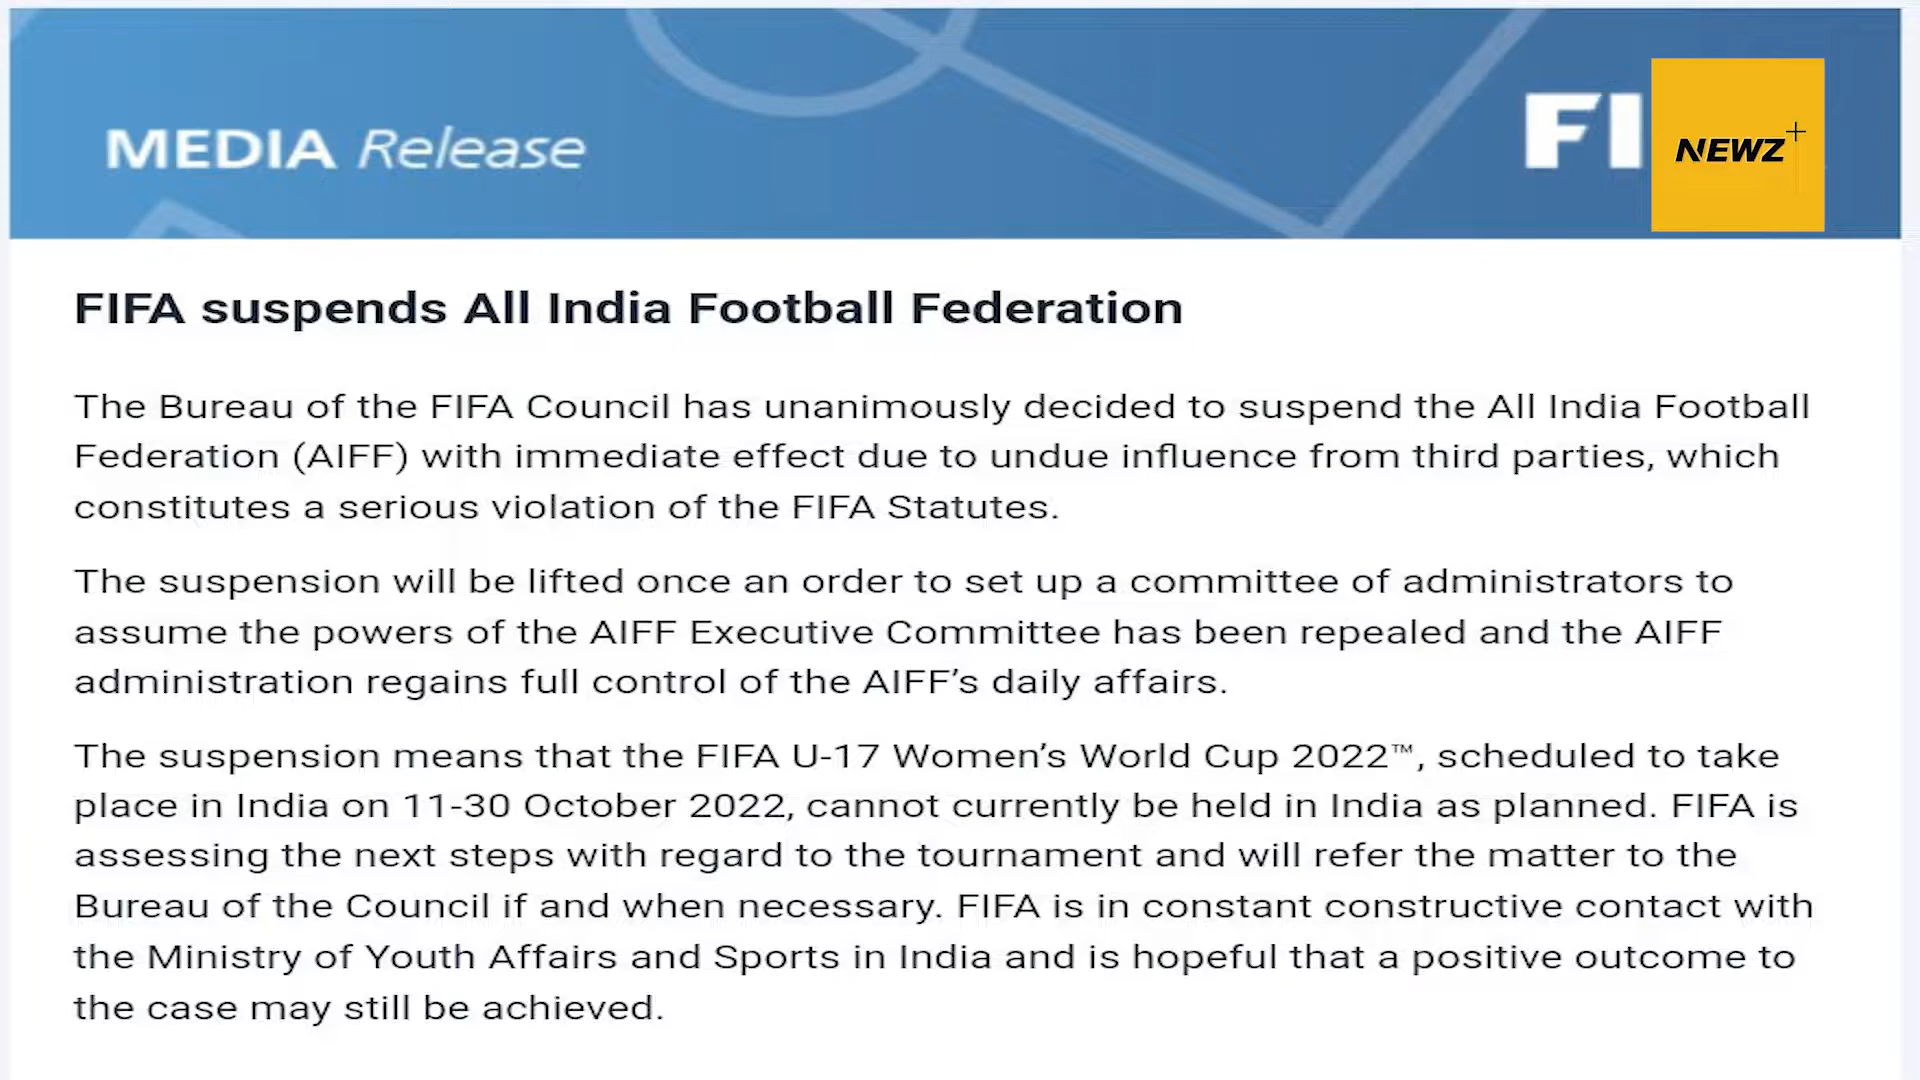 MEDIA Release
FI
NEWZ+
FIFA suspends All India Football Federation
The Bureau of the FIFA Council has unanimously decided to suspend the All India Football
Federation (AIFF) with immediate effect due to undue influence from third parties, which
constitutes a serious violation of the FIFA Statutes.
The suspension will be lifted once an order to set up a committee of administrators to
assume the powers of the AIFF Executive Committee has been repealed and the AIFF
administration regains full control of the AIFF’s daily affairs.
The suspension means that the FIFA U-17 Women’s World Cup 2022™, scheduled to take
place in India on 11-30 October 2022, cannot currently be held in India as planned. FIFA is
assessing the next steps with regard to the tournament and will refer the matter to the
Bureau of the Council if and when necessary. FIFA is in constant constructive contact with
the Ministry of Youth Affairs and Sports in India and is hopeful that a positive outcome to
the case may still be achieved.